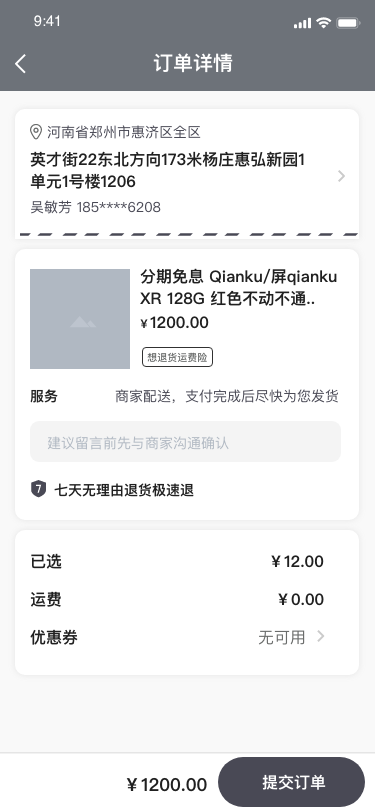 9:41
订单详情
河南省郑州市惠济区全区
英才街22东北方向173米杨庄惠弘新园1
单元1号楼1206
吴敏芳 185****6208
分期免息 Qianku/屏qianku
XR 128G 红色不动不通..
¥1200.00
想退货运费险
服务 商家配送，支付完成后尽快为您发货
建议留言前先与商家沟通确认
7 七天无理由退货极速退
已选 ¥12.00
运费 ¥0.00
优惠券 无可用
¥1200.00 提交订单